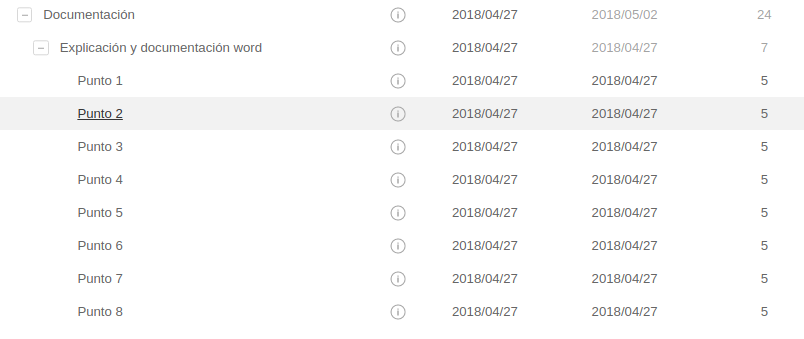 Documentación 2018/04/27 2018/05/02 24
Explicación y documentación word 2018/04/27 2018/04/27 7
Punto 1 2018/04/27 2018/04/27 5
Punto 2 2018/04/27 2018/04/27 5
Punto 3 2018/04/27 2018/04/27 5
Punto 4 2018/04/27 2018/04/27 5
Punto 5 2018/04/27 2018/04/27 5
Punto 6 2018/04/27 2018/04/27 5
Punto 7 2018/04/27 2018/04/27 5
Punto 8 2018/04/27 2018/04/27 5